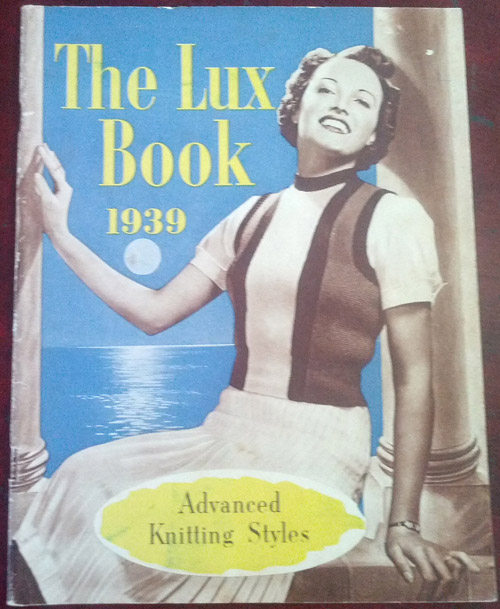 The Lux
Book
1939
Advanced
Knitting Styles